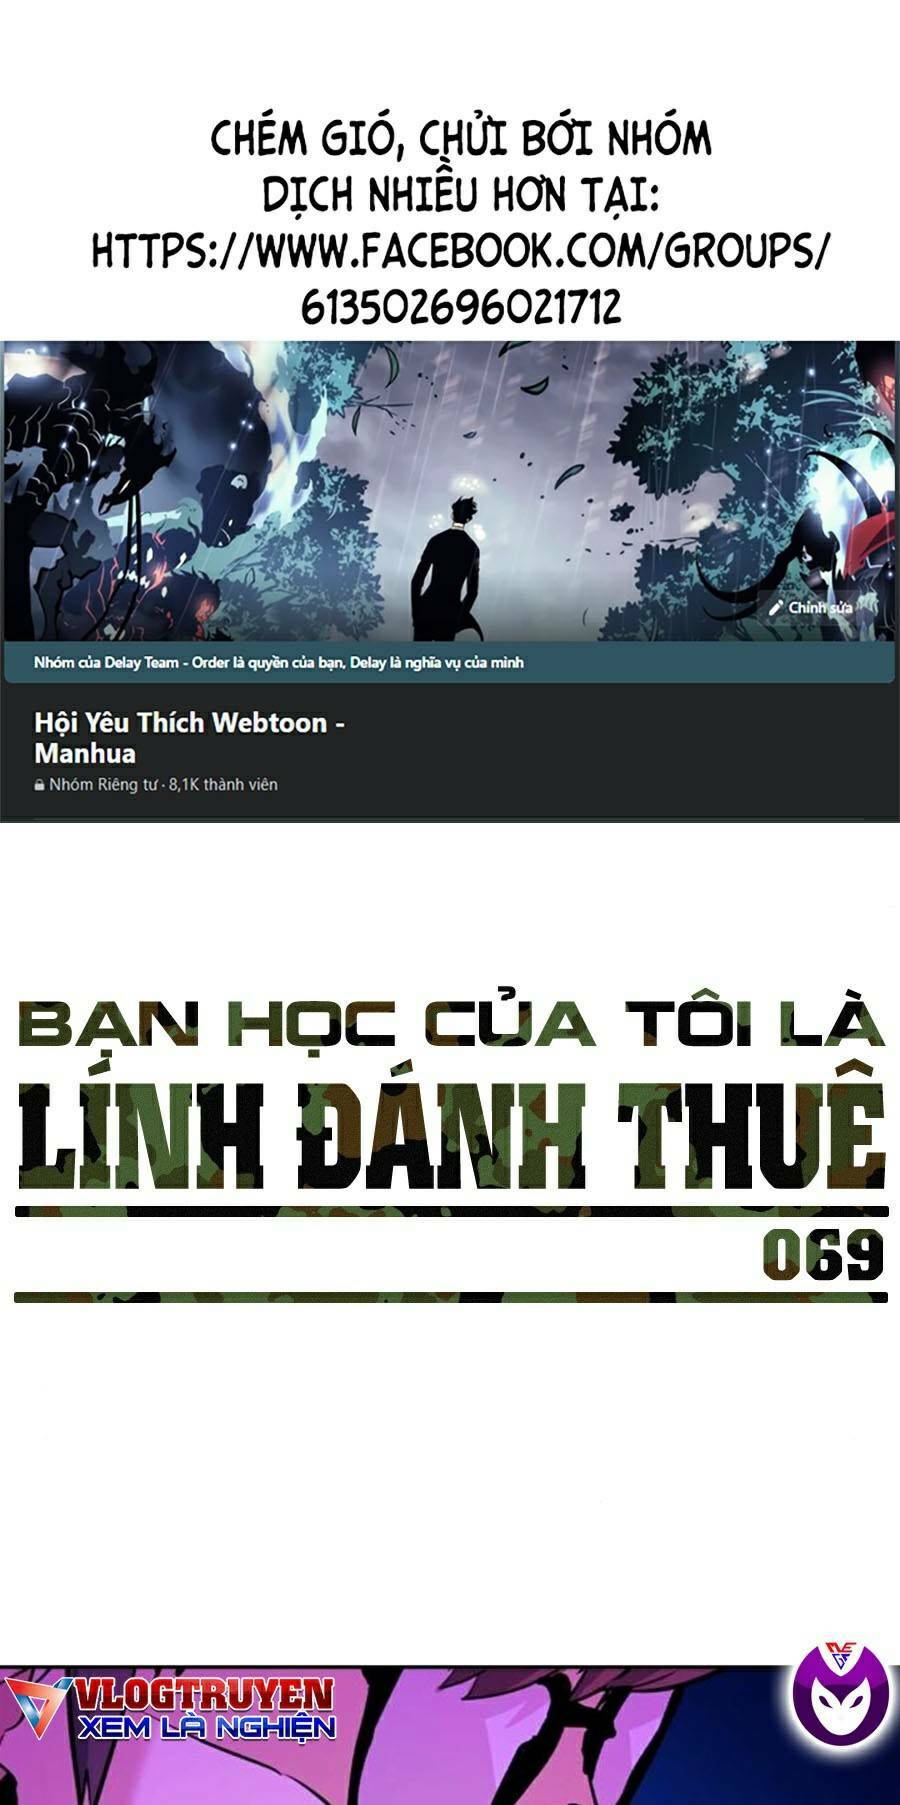 CHÉM GIÓ, CHỬI BỚI NHÓM
DỊCH NHIỀU HƠN TẠI:
HTTPS://WWW.FACEBOOK.COM/GROUPS/
613502696021712
Chỉnh sửa
Nhóm của Delay Team - Order là quyền của bạn, Delay là nghĩa vụ của mình
Hội Yêu Thích Webtoon -
Manhua
Nhóm Riêng tư · 8,1K thành viên
BẠN HỌC CỦA TÔI LÀ
LÍNH ĐÁNH THUÊ
069
VLOGTRUYEN
XEM LÀ NGHIỆN